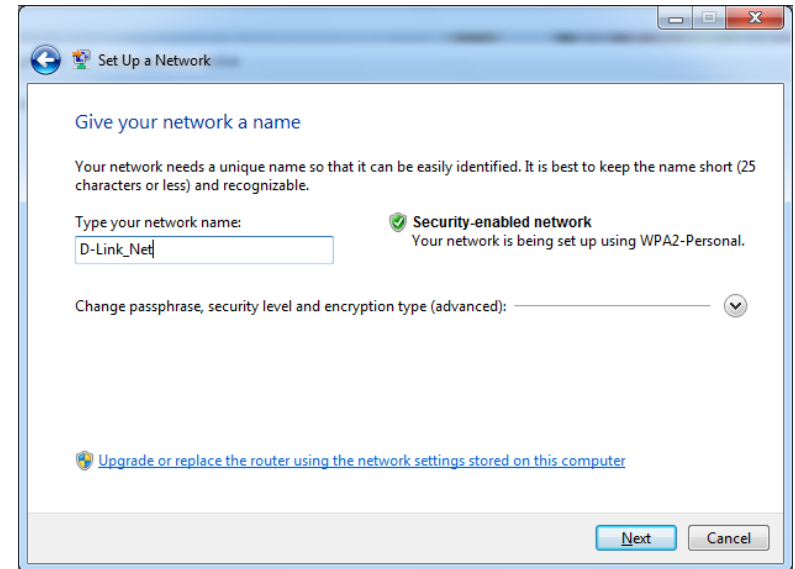 Set Up a Network
Give your network a name
Your network needs a unique name so that it can be easily identified. It is best to keep the name short (25
characters or less) and recognizable.
Type your network name:
D-Link_Net
Security-enabled network
Your network is being set up using WPA2-Personal.
Change passphrase, security level and encryption type (advanced):
Upgrade or replace the router using the network settings stored on this computer
Next
Cancel